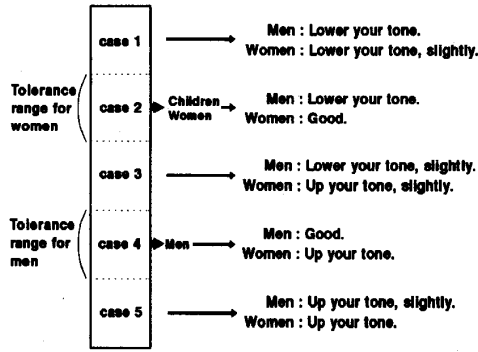 case 1
Men : Lower your tone.
Women : Lower your tone, slightly.
Tolerance
range for
women
case 2
Children
Women
Men : Lower your tone.
Women : Good.
case 3
Men : Lower your tone, slightly.
Women : Up your tone, slightly.
Tolerance
range for
men
case 4
Men
Men : Good.
Women : Up your tone.
case 5
Men : Up your tone, slightly.
Women : Up your tone.